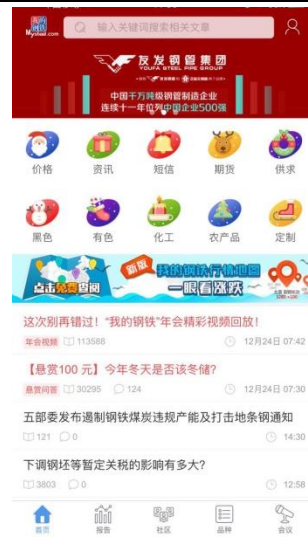 我的钢铁
Mysteel.com
输入关键词搜索相关文章
友发钢管集团
YOUFA STEEL PIPE GROUP
中国千万吨级钢管制造企业
连续十一年位列中国企业500强
价格 资讯 短信 期货 供求
黑色 有色 化工 农产品 定制
点击免费查阅 新版 我的钢铁行情地图
一眼看涨跌
这次别再错过！“我的钢铁”年会精彩视频回放！
年会视频 113588 12月24日 07:42
【悬赏100 元】今年冬天是否该冬储?
悬赏问答 30295 124 12月24日 07:30
五部委发布遏制钢铁煤炭违规产能及打击地条钢通知
121 0 14:30
下调钢坯等暂定关税的影响有多大?
3803 0 12:58
首页 报告 社区 品种 会议